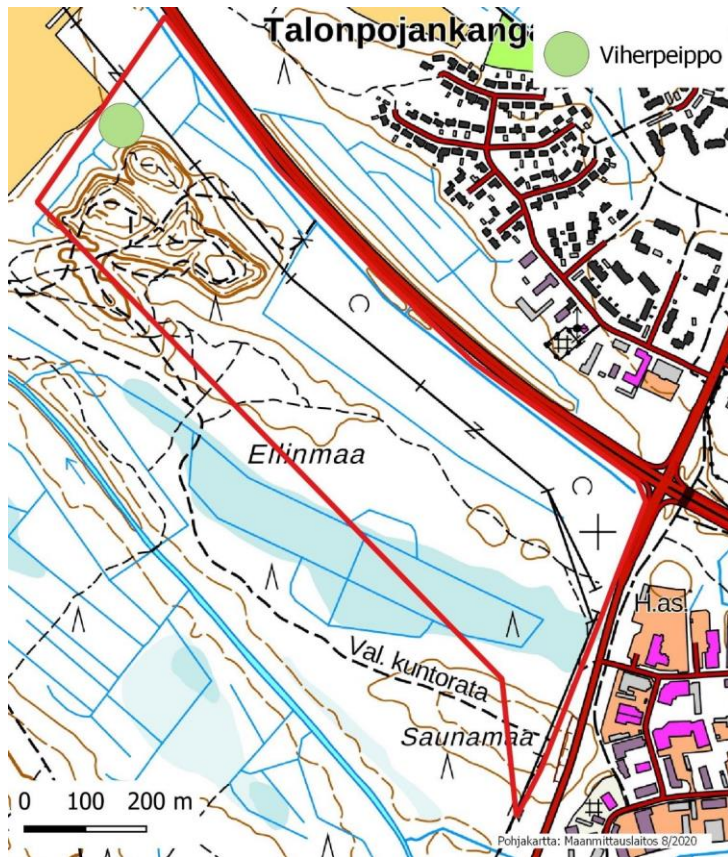 Talonpojankanga
Viherpeippo
Ellinmaa
H.as.
Val. kuntorata
Saunamaa
0 100 200 m
Pohjakartta: Maanmittauslaitos 8/2020